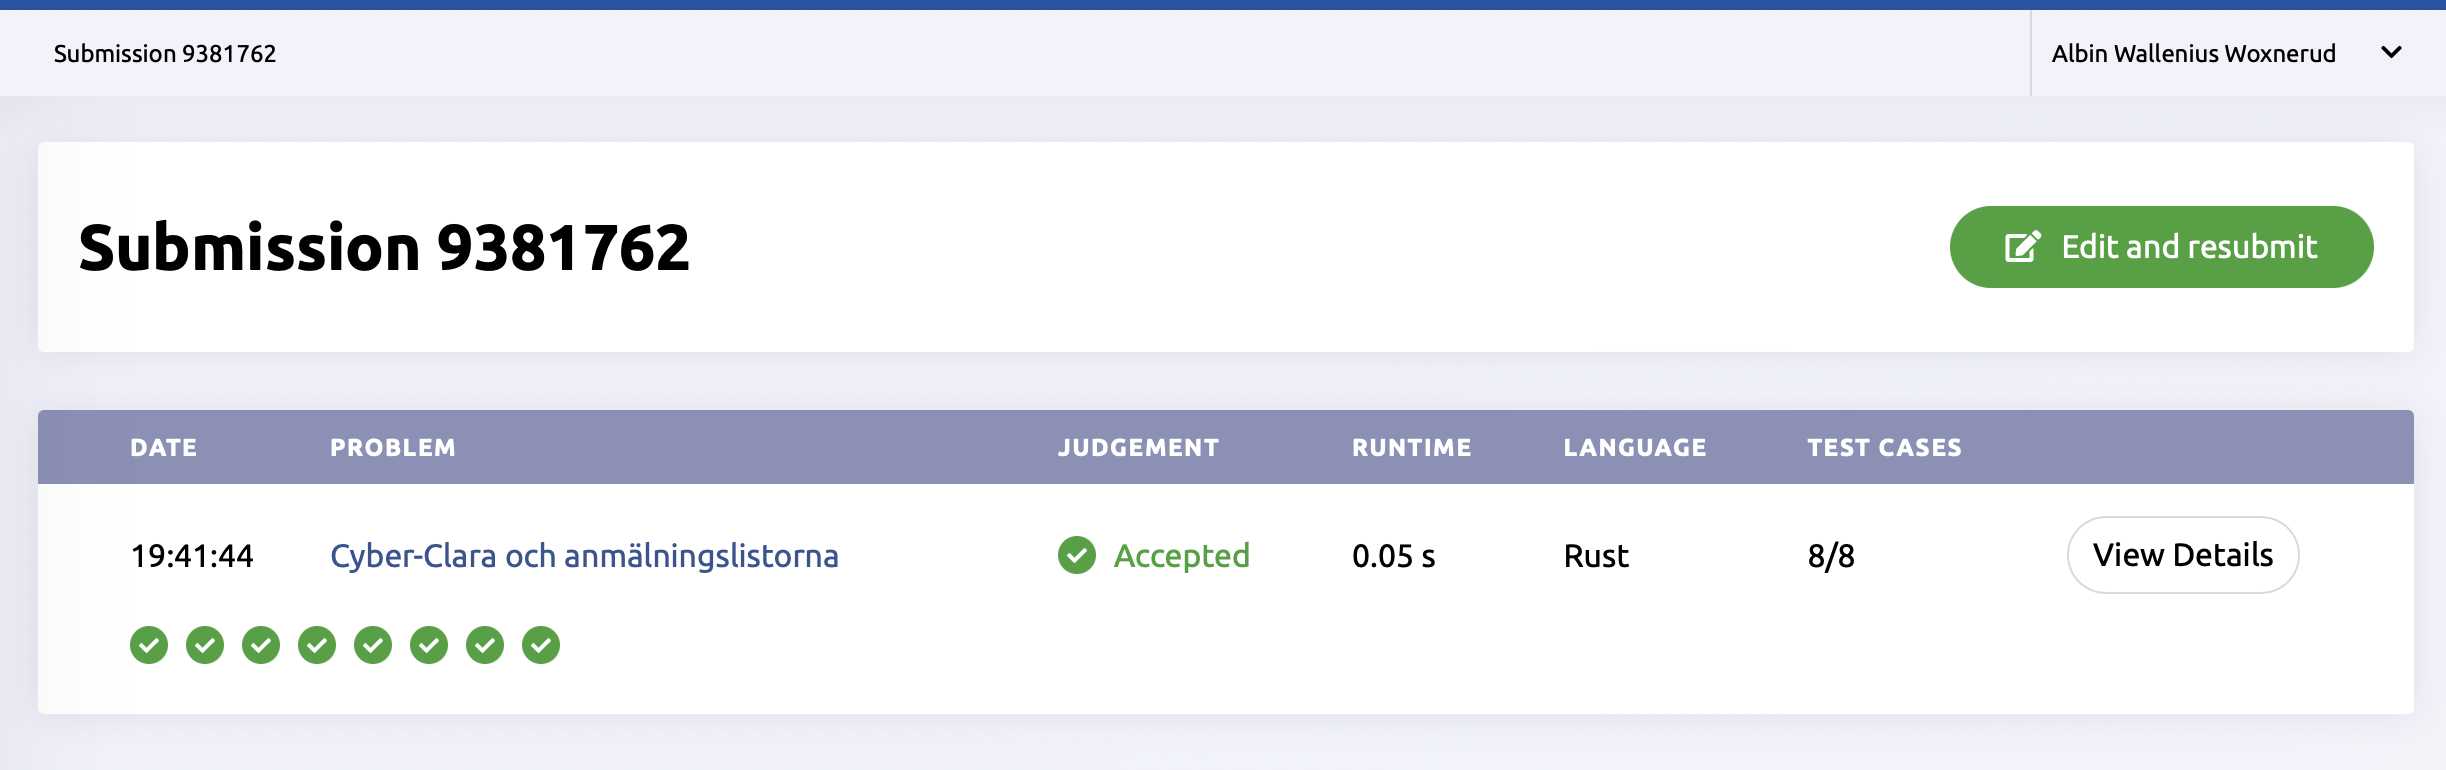 Submission 9381762
Albin Wallenius Woxnerud
Submission 9381762
Edit and resubmit
DATE PROBLEM JUDGEMENT RUNTIME LANGUAGE TEST CASES
19:41:44 Cyber-Clara och anmälningslistorna Accepted 0.05 s Rust 8/8 View Details